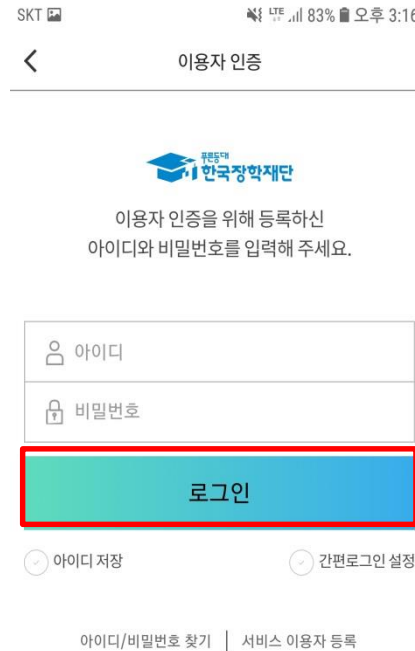 SKT LTE 83% 오후 3:16
이용자 인증
푸른등대
한국장학재단
이용자 인증을 위해 등록하신
아이디와 비밀번호를 입력해 주세요.
아이디
비밀번호
로그인
아이디 저장 간편로그인 설정
아이디/비밀번호 찾기 | 서비스 이용자 등록